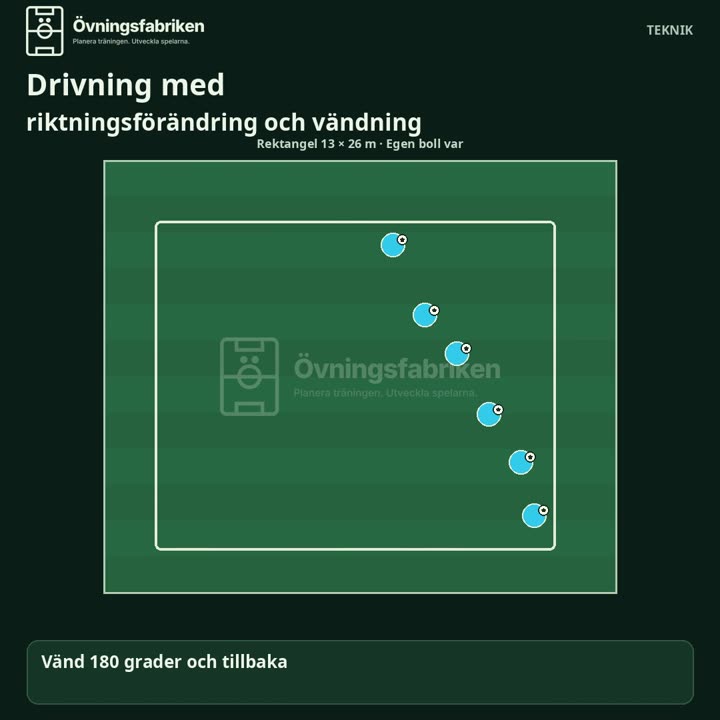 Övningsfabriken
Planera träningen. Utveckla spelarna.
TEKNIK
Drivning med
riktningsförändring och vändning
Rektangel 13 × 26 m · Egen boll var
Övningsfabriken
Planera träningen. Utveckla spelarna.
Vänd 180 grader och tillbaka